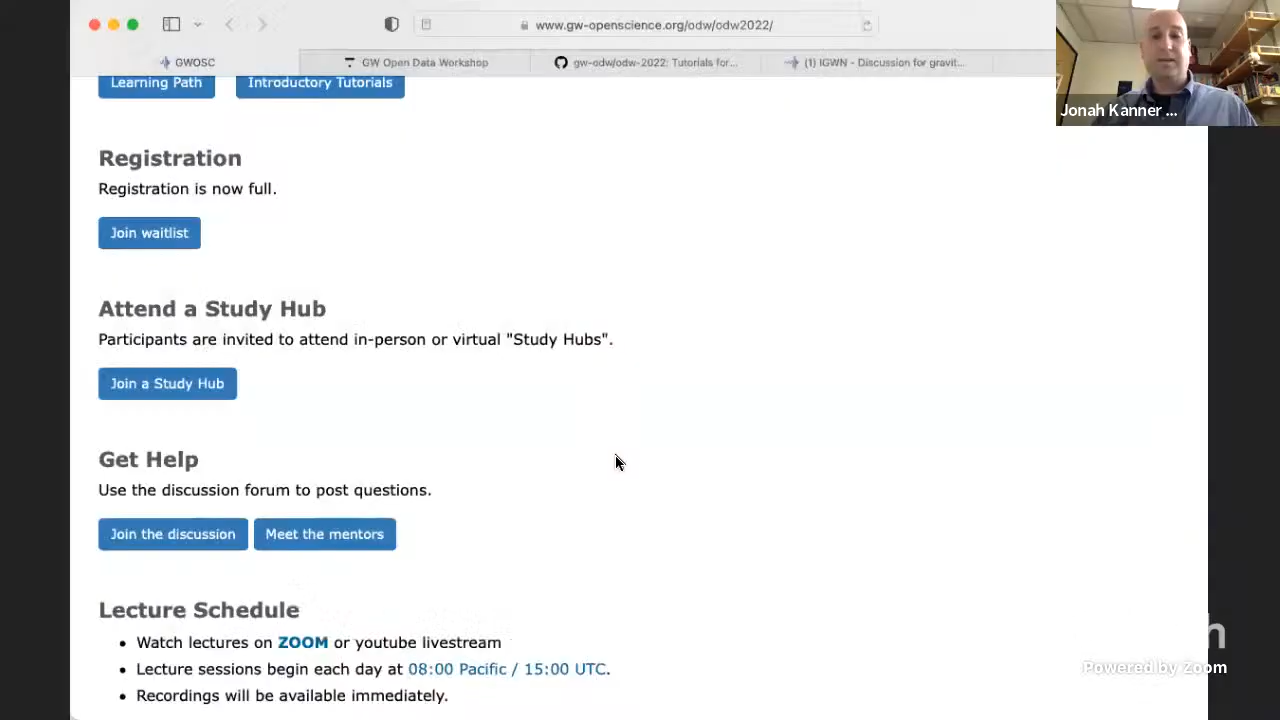 www.gw-openscience.org/odw/odw2022/
GWOSC
GW Open Data Workshop
gw-odw/odw-2022: Tutorials for...
(1) IGWN - Discussion for gravit...
Jonah Kanner ...
Learning Path
Introductory Tutorials
Registration
Registration is now full.
Join waitlist
Attend a Study Hub
Participants are invited to attend in-person or virtual "Study Hubs".
Join a Study Hub
Get Help
Use the discussion forum to post questions.
Join the discussion
Meet the mentors
Lecture Schedule
• Watch lectures on ZOOM or youtube livestream
• Lecture sessions begin each day at 08:00 Pacific / 15:00 UTC.
• Recordings will be available immediately.
Powered by Zoom